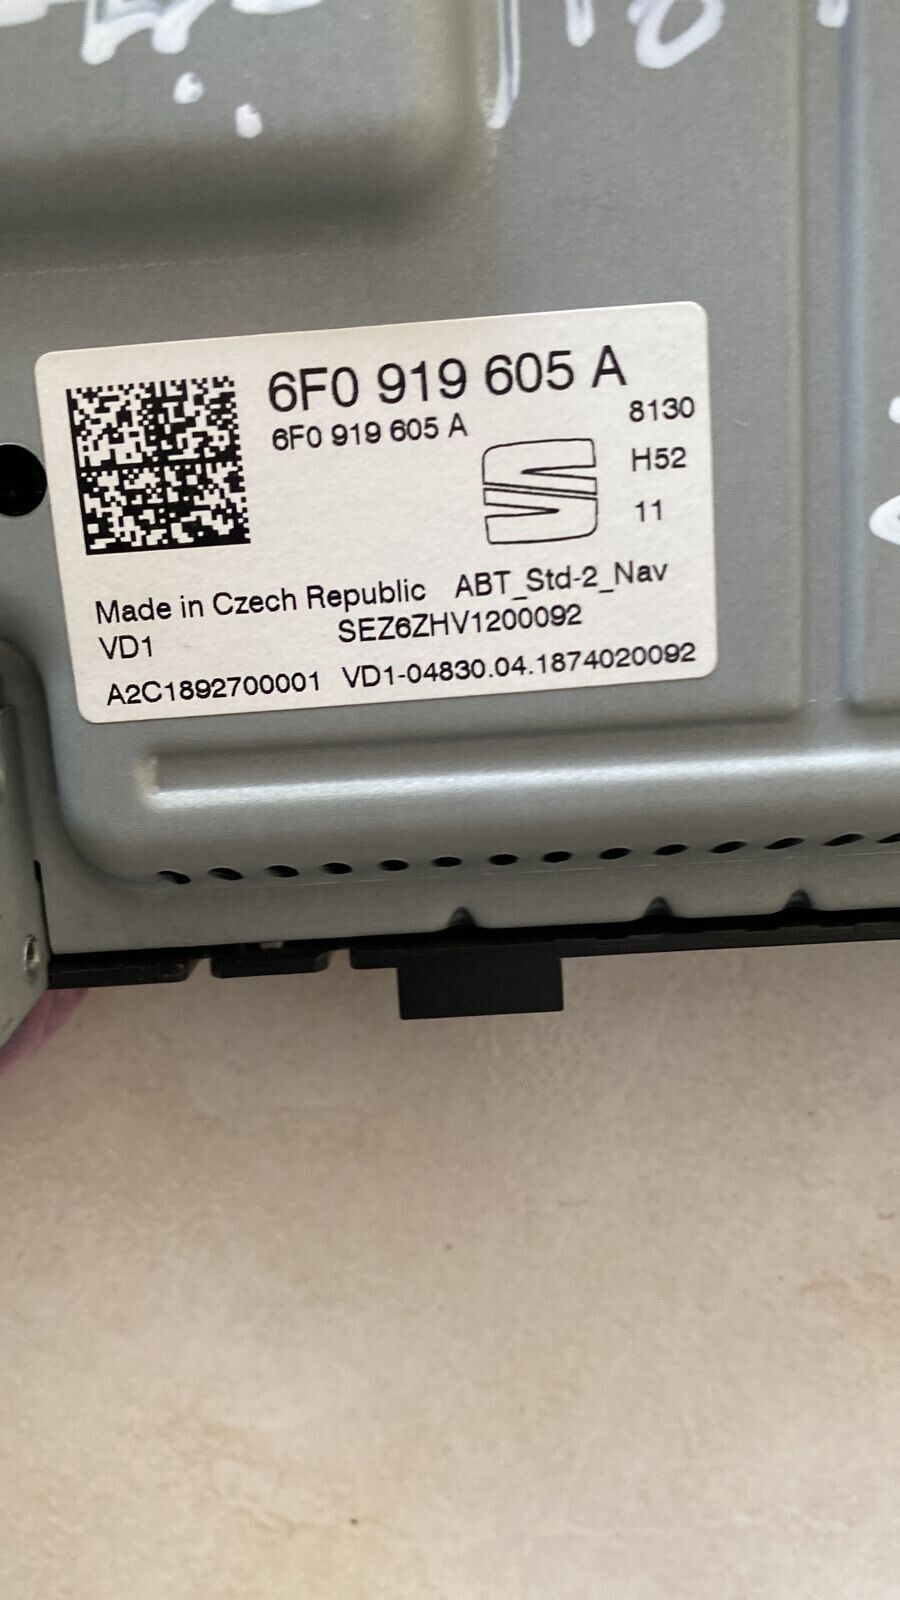 6F0 919 605 A
6F0 919 605 A
8130
H52
11
Made in Czech Republic ABT_Std-2_Nav
VD1 SEZ6ZHV1200092
A2C1892700001 VD1-04830.04.1874020092